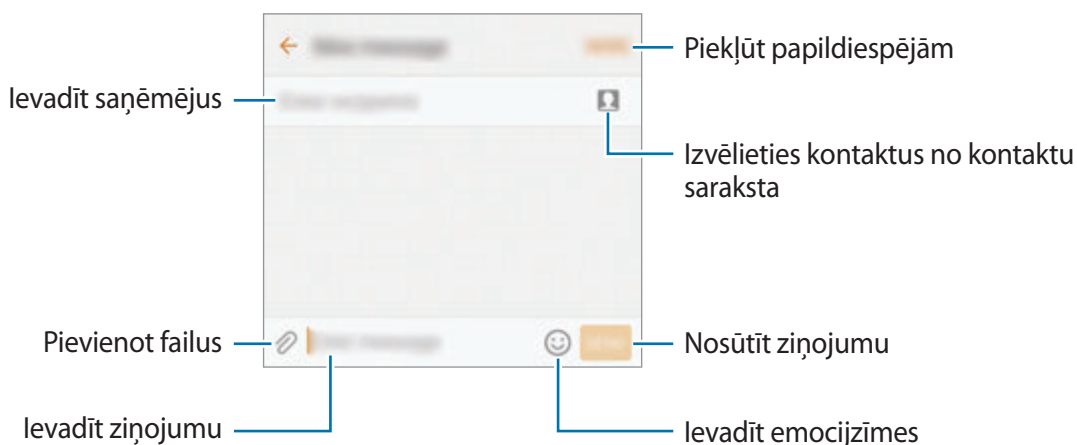 Piekļūt papildiespējām
Ievadīt saņēmējus
Izvēlieties kontaktus no kontaktu
saraksta
Pievienot failus
Nosūtīt ziņojumu
Ievadīt ziņojumu
Ievadīt emocijzīmes